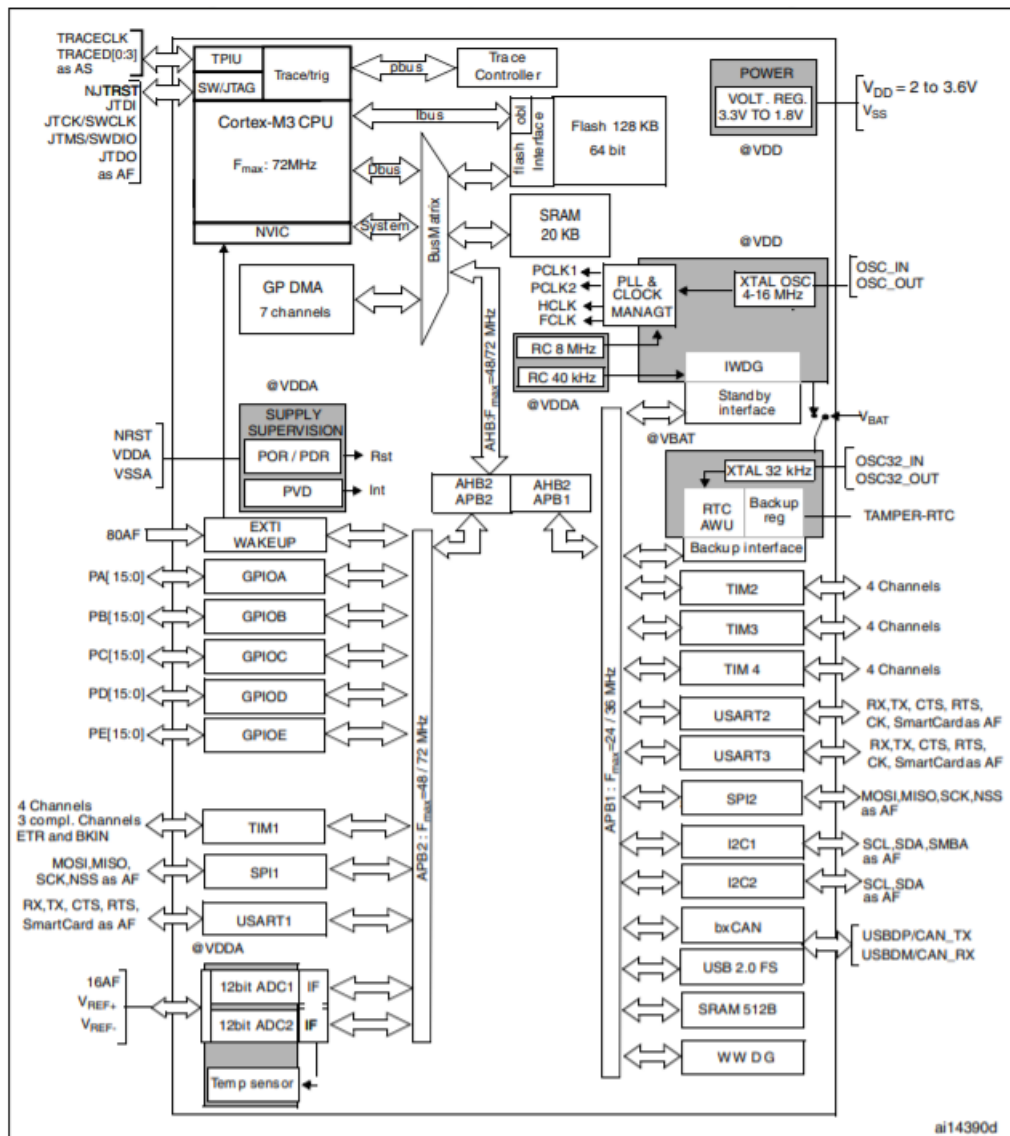 TRACECLK
TRACED[0:3]
as AS
NJTRST
JTDI
JTCK/SWCLK
JTMS/SWDIO
JTDO
as AF
TPIU
SW/JTAG
Trace/trig
Cortex-M3 CPU
Fmax: 72MHz
NVIC
GP DMA
7 channels
pbus
Trace
Controller
Ibus
Dbus
System
BusMatrix
flash obl
Interface
Flash 128 KB
64 bit
SRAM
20 KB
POWER
VOLT. REG.
3.3V TO 1.8V
@VDD
VDD = 2 to 3.6V
VSS
@VDD
PCLK1
PCLK2
HCLK
FCLK
PLL &
CLOCK
MANAGT
XTAL OSC
4-16 MHz
OSC_IN
OSC_OUT
RC 8 MHz
RC 40 kHz
@VDDA
IWDG
Stand by
interface
VBAT
@VBAT
XTAL 32 kHz
OSC32_IN
OSC32_OUT
RTC
AWU
Backup
reg
TAMPER-RTC
Backup interface
AHB:Fmax=48/72 MHz
@VDDA
SUPPLY
SUPERVISION
NRST
VDDA
VSSA
POR / PDR
Rst
PVD
Int
AHB2
APB2
AHB2
APB1
80AF
EXTI
WAKEUP
PA[ 15:0]
GPIOA
PB[15:0]
GPIOB
PC[15:0]
GPIOC
PD[15:0]
GPIOD
PE[15:0]
GPIOE
4 Channels
3 compl. Channels
ETR and BKIN
TIM1
MOSI,MISO,
SCK,NSS as AF
SPI1
RX,TX, CTS, RTS,
SmartCard as AF
USART1
@VDDA
16AF
VREF+
VREF-
12bit ADC1 IF
12bit ADC2 IF
Temp sensor
APB2 : Fmax=48 / 72 MHz
APB1 : Fmax=24 / 36 MHz
TIM2
4 Channels
TIM3
4 Channels
TIM 4
4 Channels
USART2
RX,TX, CTS, RTS,
CK, SmartCard as AF
USART3
RX,TX, CTS, RTS,
CK, SmartCard as AF
SPI2
MOSI,MISO,SCK,NSS
as AF
I2C1
SCL,SDA,SMBA
as AF
I2C2
SCL,SDA
as AF
bxCAN
USBDP/CAN_TX
USBDM/CAN_RX
USB 2.0 FS
SRAM 512B
WW DG
ai14390d